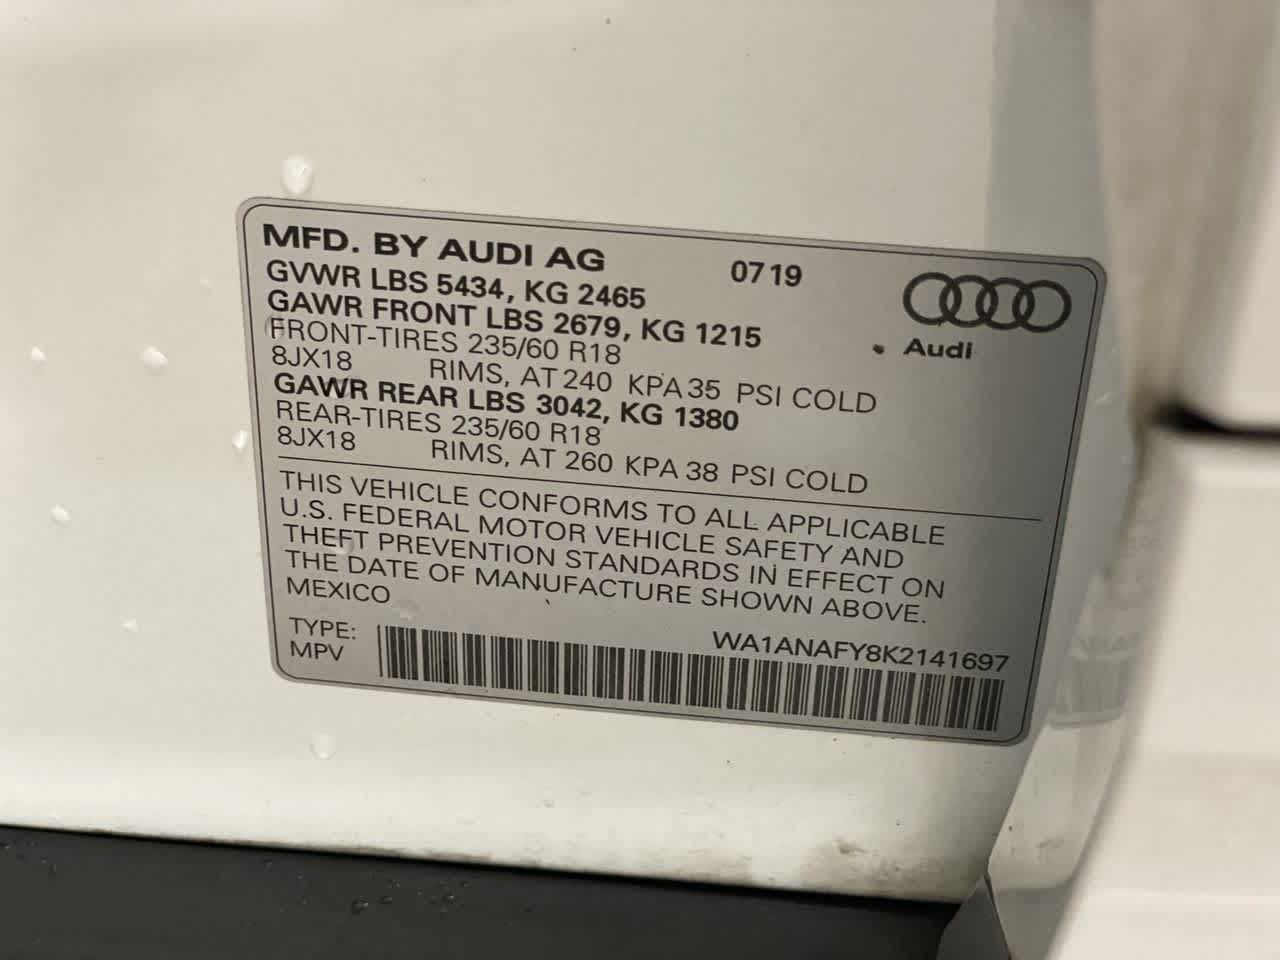 MFD. BY AUDI AG 0719
GVWR LBS 5434, KG 2465
GAWR FRONT LBS 2679, KG 1215
FRONT-TIRES 235/60 R18
8JX18 RIMS, AT 240 KPA 35 PSI COLD
Audi
GAWR REAR LBS 3042, KG 1380
REAR-TIRES 235/60 R18
8JX18 RIMS, AT 260 KPA 38 PSI COLD
THIS VEHICLE CONFORMS TO ALL APPLICABLE
U.S. FEDERAL MOTOR VEHICLE SAFETY AND
THEFT PREVENTION STANDARDS IN EFFECT ON
THE DATE OF MANUFACTURE SHOWN ABOVE.
MEXICO
TYPE:
MPV
WA1ANAFY8K2141697